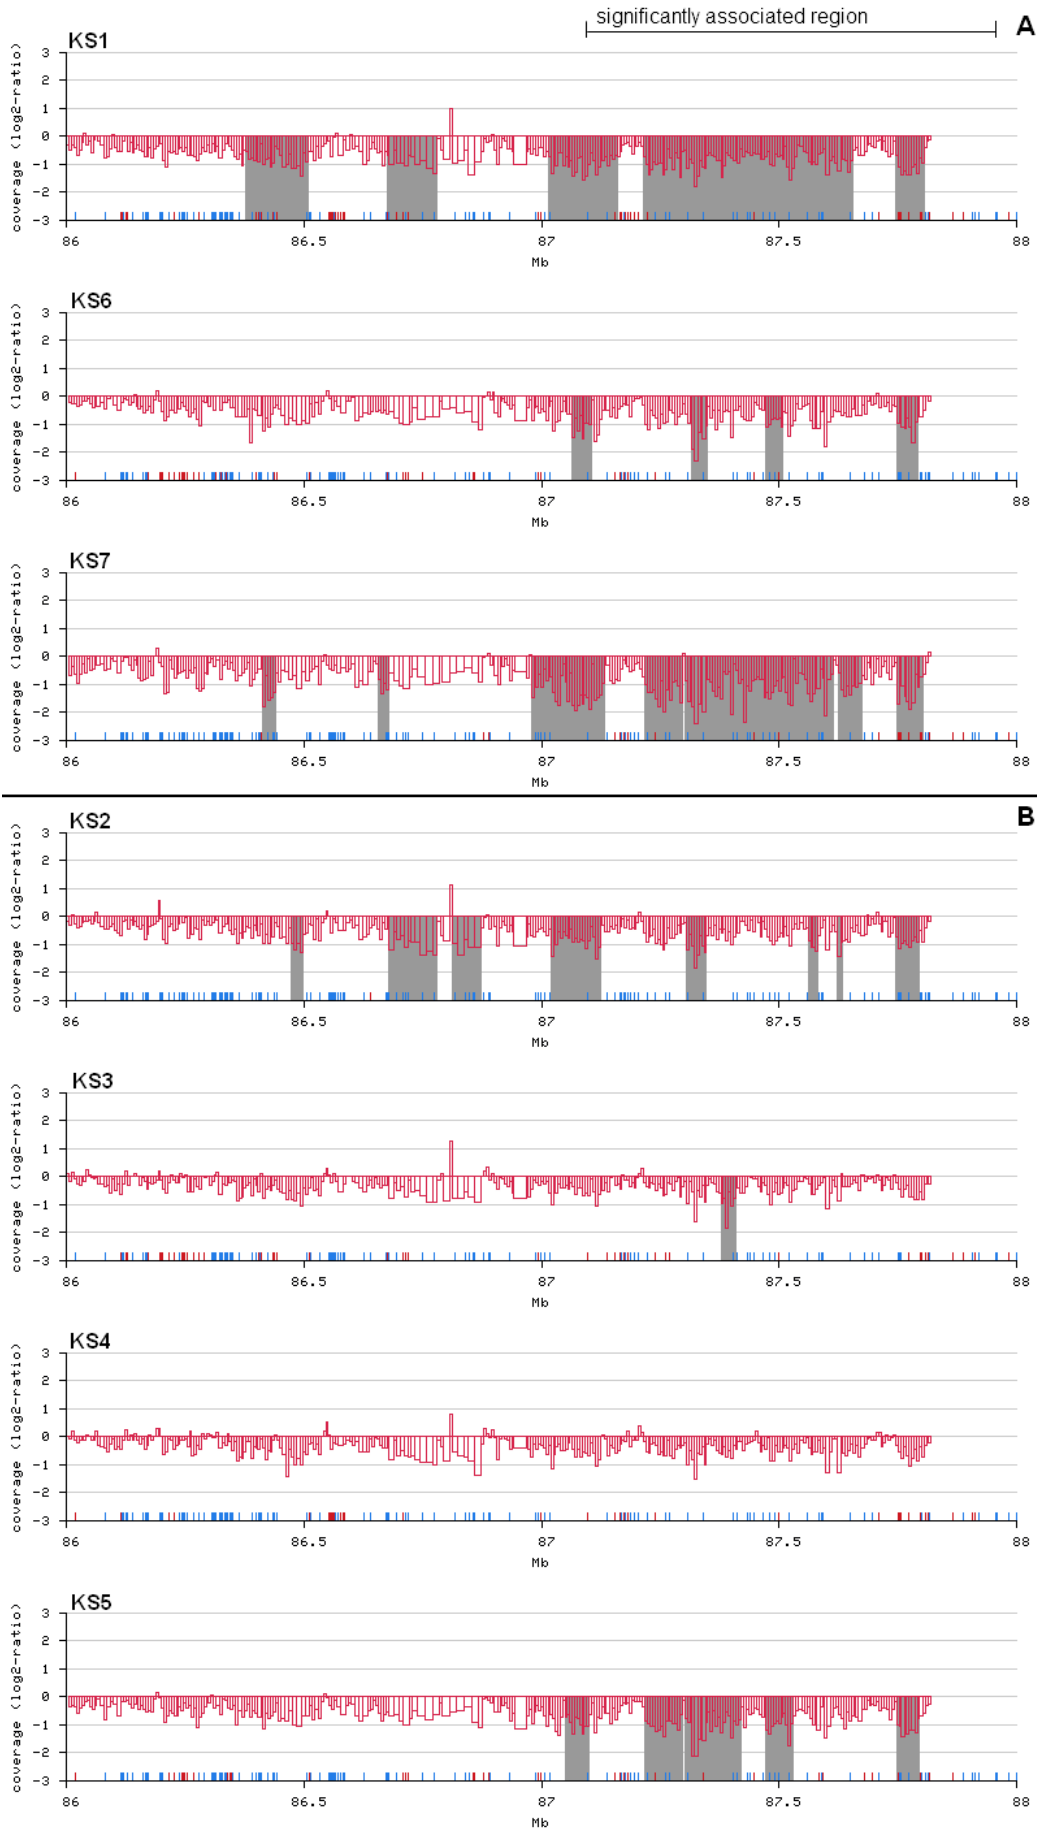 significantly associated region
A
KS1
coverage (log2-ratio)
3
2
1
0
-1
-2
-3
86 86.5 87 87.5 88
Mb
KS6
coverage (log2-ratio)
3
2
1
0
-1
-2
-3
86 86.5 87 87.5 88
Mb
KS7
coverage (log2-ratio)
3
2
1
0
-1
-2
-3
86 86.5 87 87.5 88
Mb
B
KS2
coverage (log2-ratio)
3
2
1
0
-1
-2
-3
86 86.5 87 87.5 88
Mb
KS3
coverage (log2-ratio)
3
2
1
0
-1
-2
-3
86 86.5 87 87.5 88
Mb
KS4
coverage (log2-ratio)
3
2
1
0
-1
-2
-3
86 86.5 87 87.5 88
Mb
KS5
coverage (log2-ratio)
3
2
1
0
-1
-2
-3
86 86.5 87 87.5 88
Mb